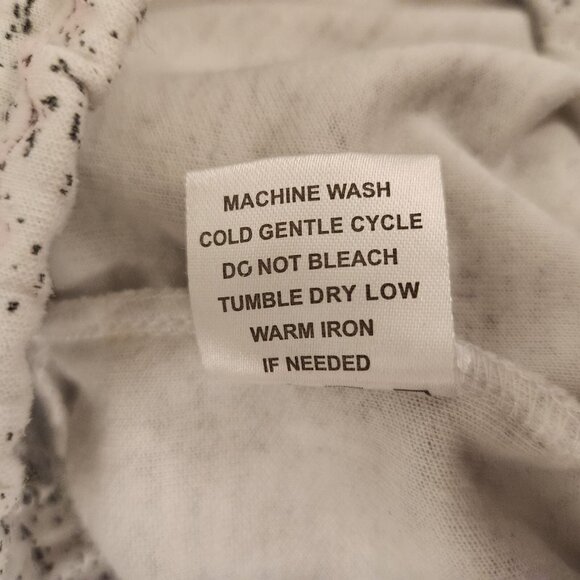 MACHINE WASH
COLD GENTLE CYCLE
DO NOT BLEACH
TUMBLE DRY LOW
WARM IRON
IF NEEDED